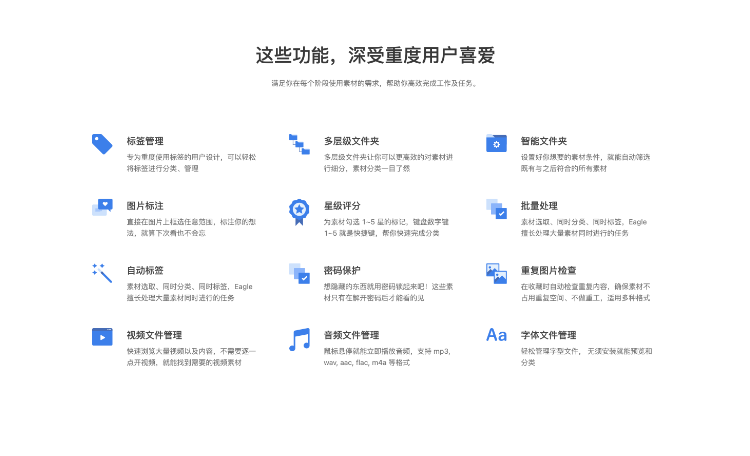 这些功能，深受重度用户喜爱
满足你在每个阶段使用素材的需求，帮助你高效完成工作及任务。
标签管理
专为重度使用标签的用户设计，可以轻松
将标签进行分类、管理
多层级文件夹
多层级文件夹让你可以更高效的对素材进
行细分，素材分类一目了然
智能文件夹
设置好你想要的素材条件，就能自动筛选
既有与之后符合的所有素材
图片标注
直接在图片上框选任意范围，标注你的想
法，就算下次看也不会忘
星级评分
为素材勾选 1~5 星的标记，键盘数字键
1~5 就是快捷键，帮你快速完成分类
批量处理
素材选取、同时分类、同时标签，Eagle
擅长处理大量素材同时进行的任务
自动标签
素材选取、同时分类、同时标签，Eagle
擅长处理大量素材同时进行的任务
密码保护
想隐藏的东西就用密码锁起来吧！这些素
材只有在解开密码后才能看的见
重复图片检查
在收藏时自动检查重复内容，确保素材不
占用重复空间、不做重工，适用多种格式
视频文件管理
快速浏览大量视频以及内容，不需要逐一
点开视频，就能找到需要的视频素材
音频文件管理
鼠标悬停就能立即播放音频，支持 mp3,
wav, aac, flac, m4a 等格式
Aa
字体文件管理
轻松管理字型文件， 无须安装就能预览和
分类